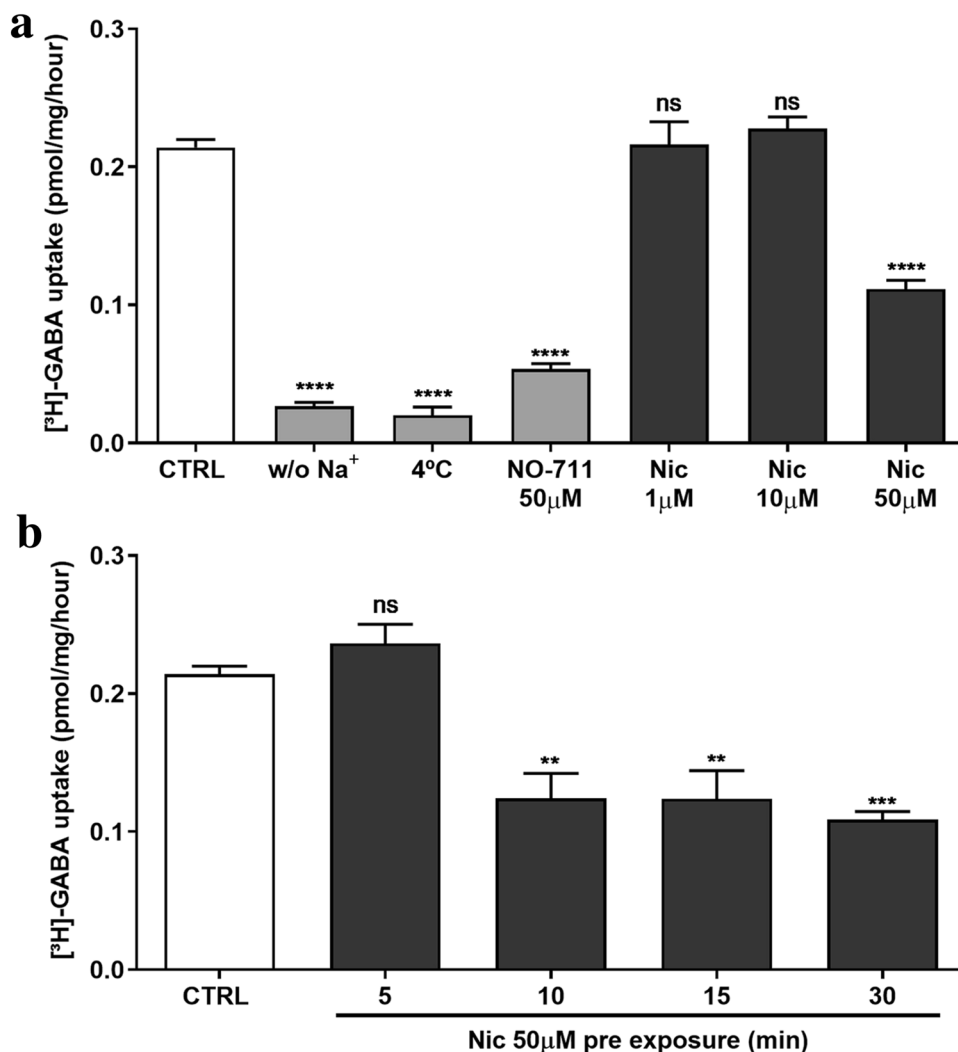 a
[³H]-GABA uptake (pmol/mg/hour)
0.3
0.2
0.1
0.0
ns
ns
****
****
****
****
CTRL
w/o Na⁺
4ºC
NO-711
50μM
Nic
1μM
Nic
10μM
Nic
50μM
b
[³H]-GABA uptake (pmol/mg/hour)
0.3
0.2
0.1
0.0
ns
**
**
***
CTRL
5
10
15
30
Nic 50μM pre exposure (min)